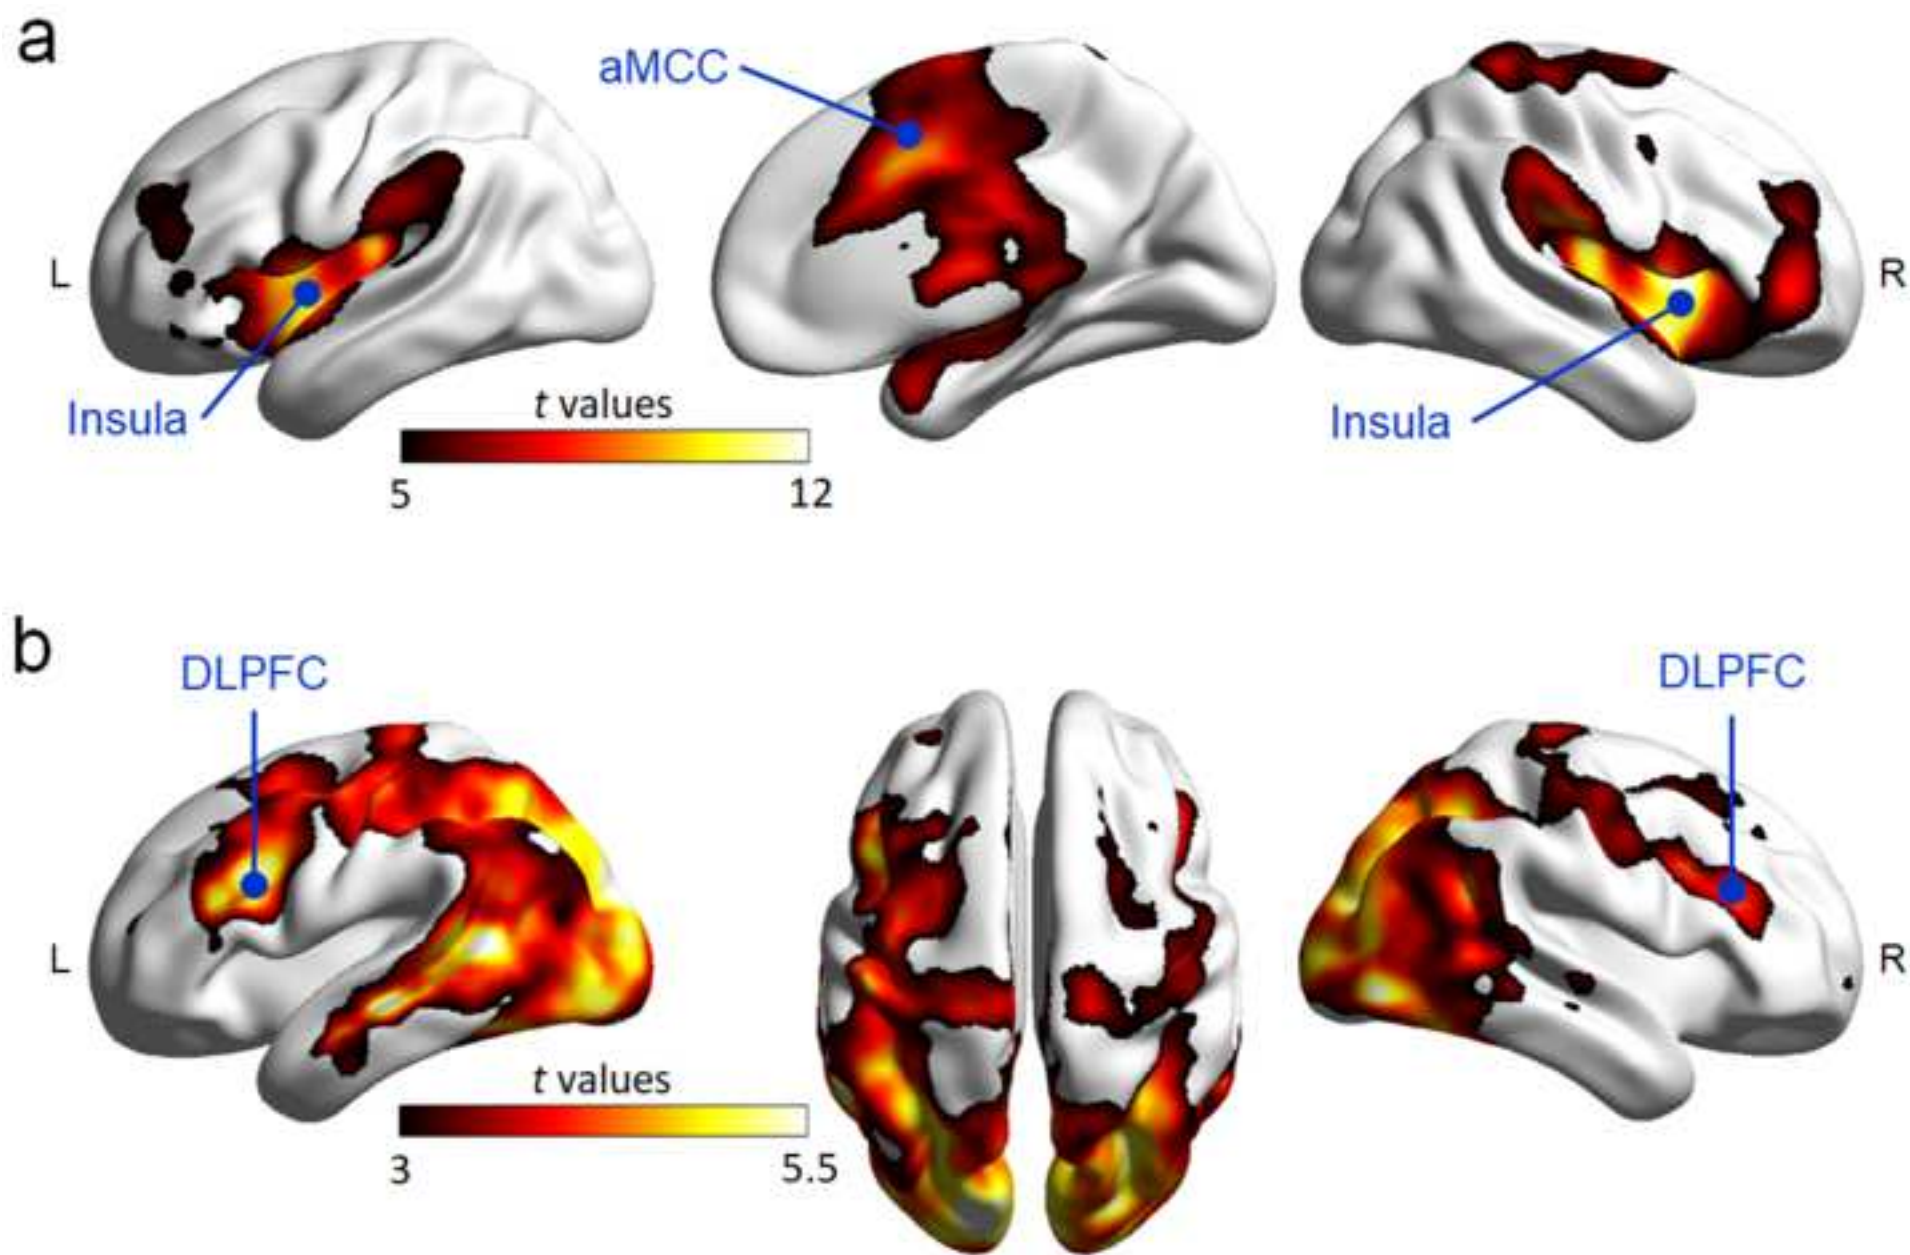 a
aMCC
L
R
Insula
t values
Insula
5
12
b
DLPFC
DLPFC
L
R
t values
3
5.5